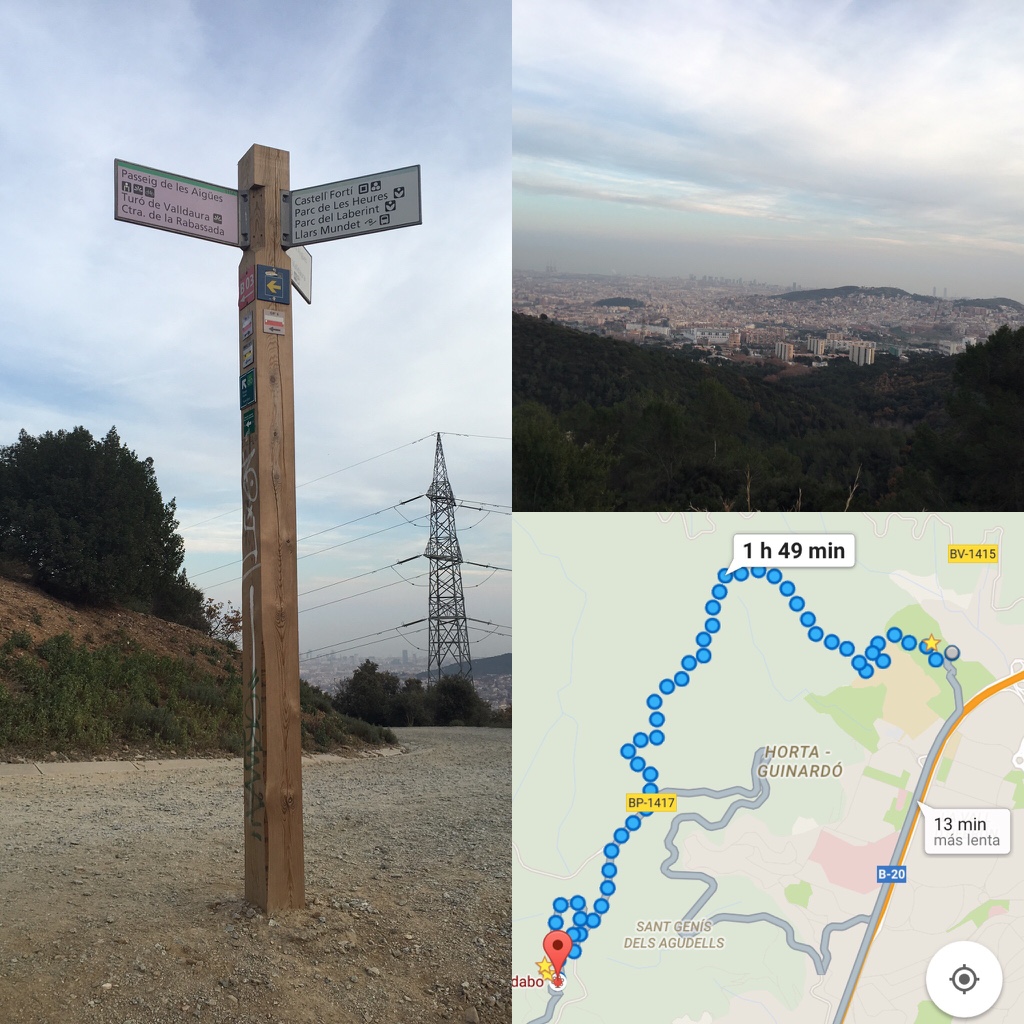 Passeig de les Aigües
Turó de Valldaura
Ctra. de la Rabassada
Castell Fortí
Parc de Les Heures
Parc del Laberint
Llars Mundet
1 h 49 min
BV-1415
HORTA -
GUINARDÓ
BP-1417
13 min
más lenta
B-20
SANT GENÍS
DELS AGUDELLS
dabo